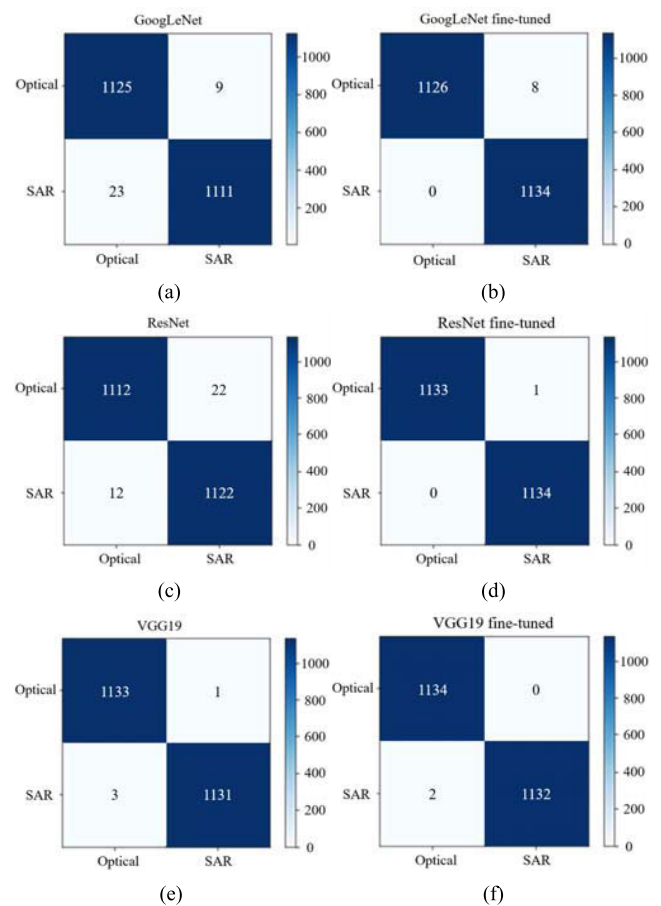 GoogLeNet
Optical 1125 9
SAR 23 1111
Optical SAR
1000
800
600
400
200
(a)
GoogLeNet fine-tuned
Optical 1126 8
SAR 0 1134
Optical SAR
1000
800
600
400
200
0
(b)
ResNet
Optical 1112 22
SAR 12 1122
Optical SAR
1000
800
600
400
200
0
(c)
ResNet fine-tuned
Optical 1133 1
SAR 0 1134
Optical SAR
1000
800
600
400
200
0
(d)
VGG19
Optical 1133 1
SAR 3 1131
Optical SAR
1000
800
600
400
200
0
(e)
VGG19 fine-tuned
Optical 1134 0
SAR 2 1132
Optical SAR
1000
800
600
400
200
0
(f)